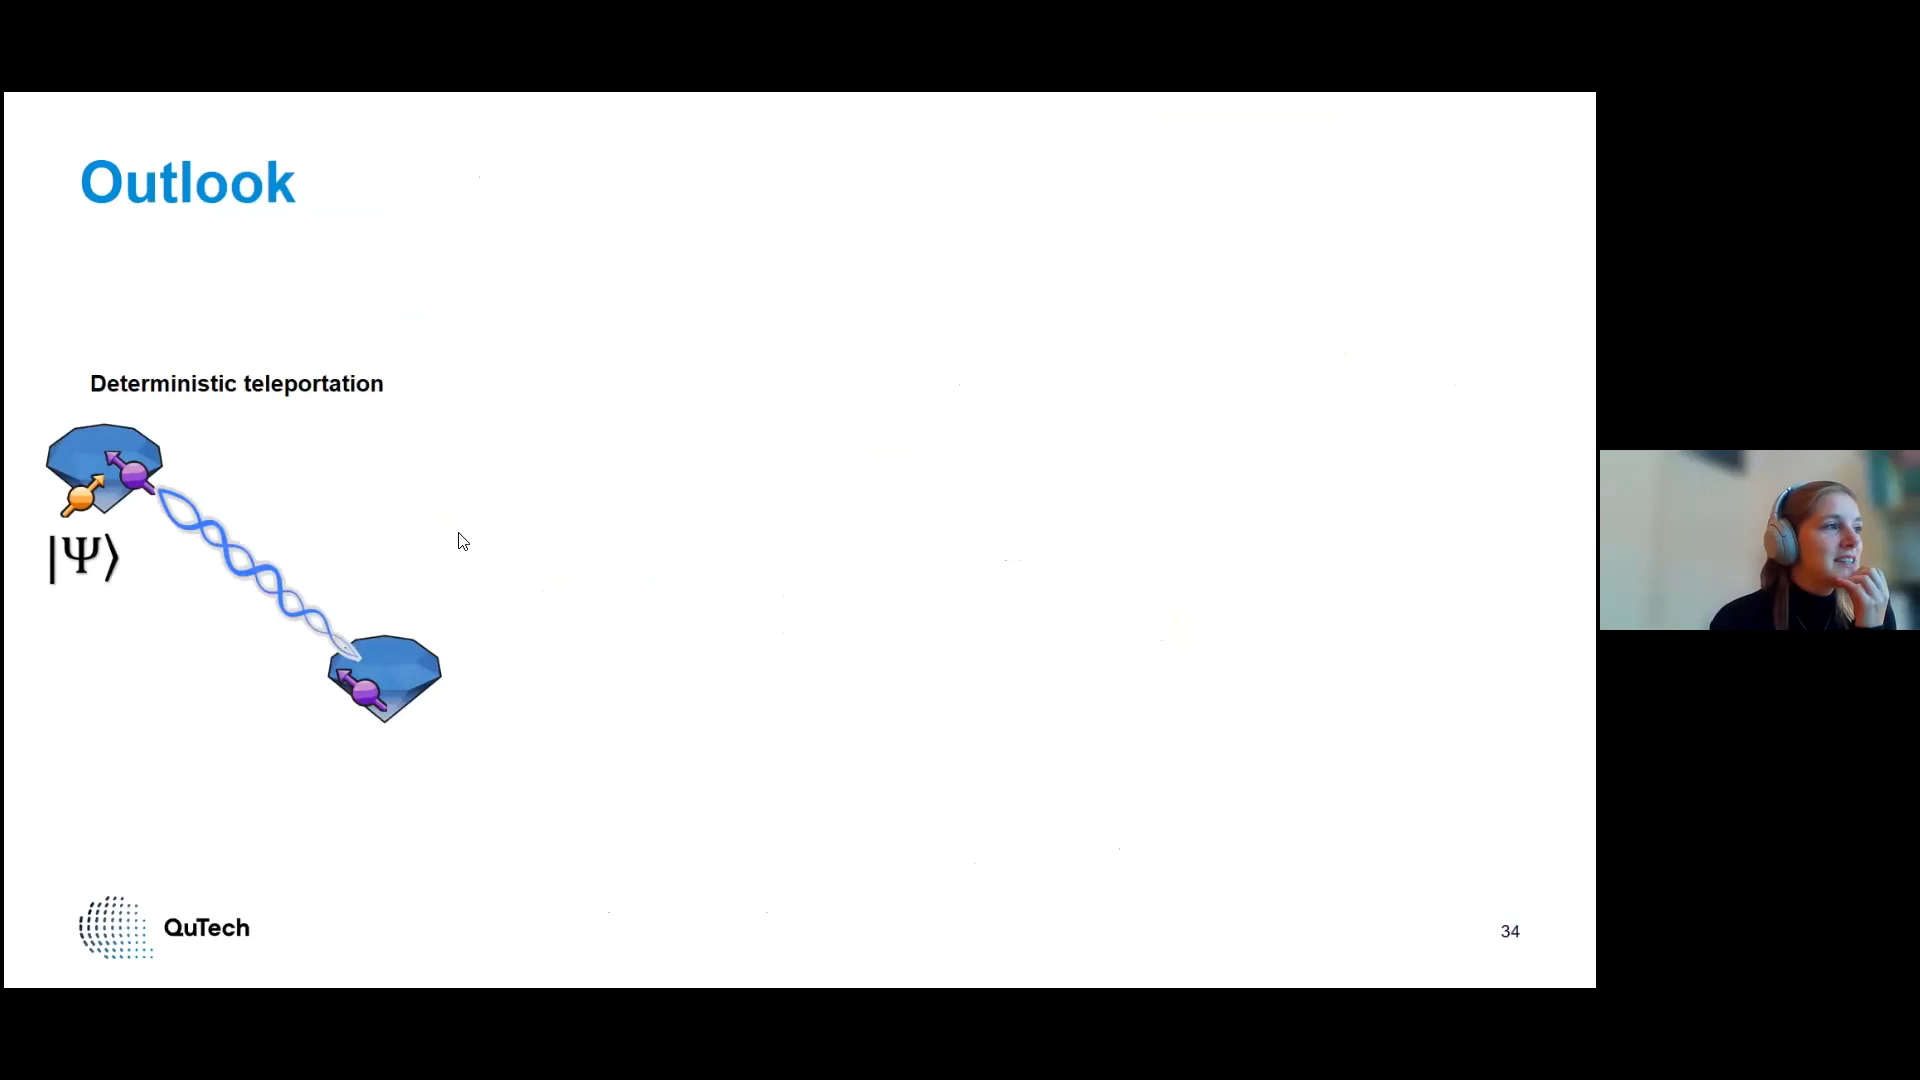 Outlook
Deterministic teleportation
|Ψ⟩
QuTech
34